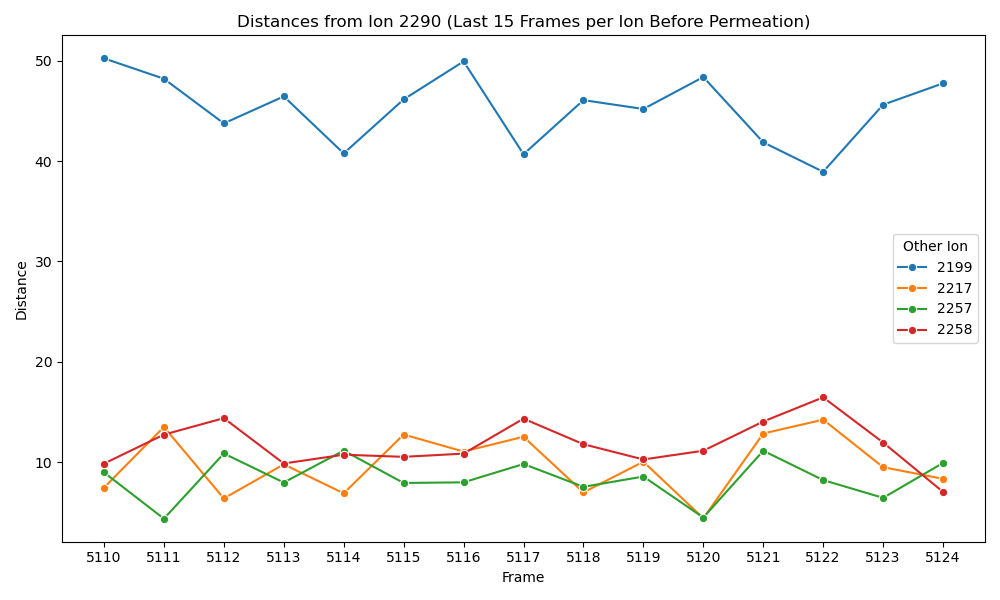 Distances from Ion 2290 (Last 15 Frames per Ion Before Permeation)
50
40
30
20
10
Distance
Other Ion
2199
2217
2257
2258
5110 5111 5112 5113 5114 5115 5116 5117 5118 5119 5120 5121 5122 5123 5124
Frame